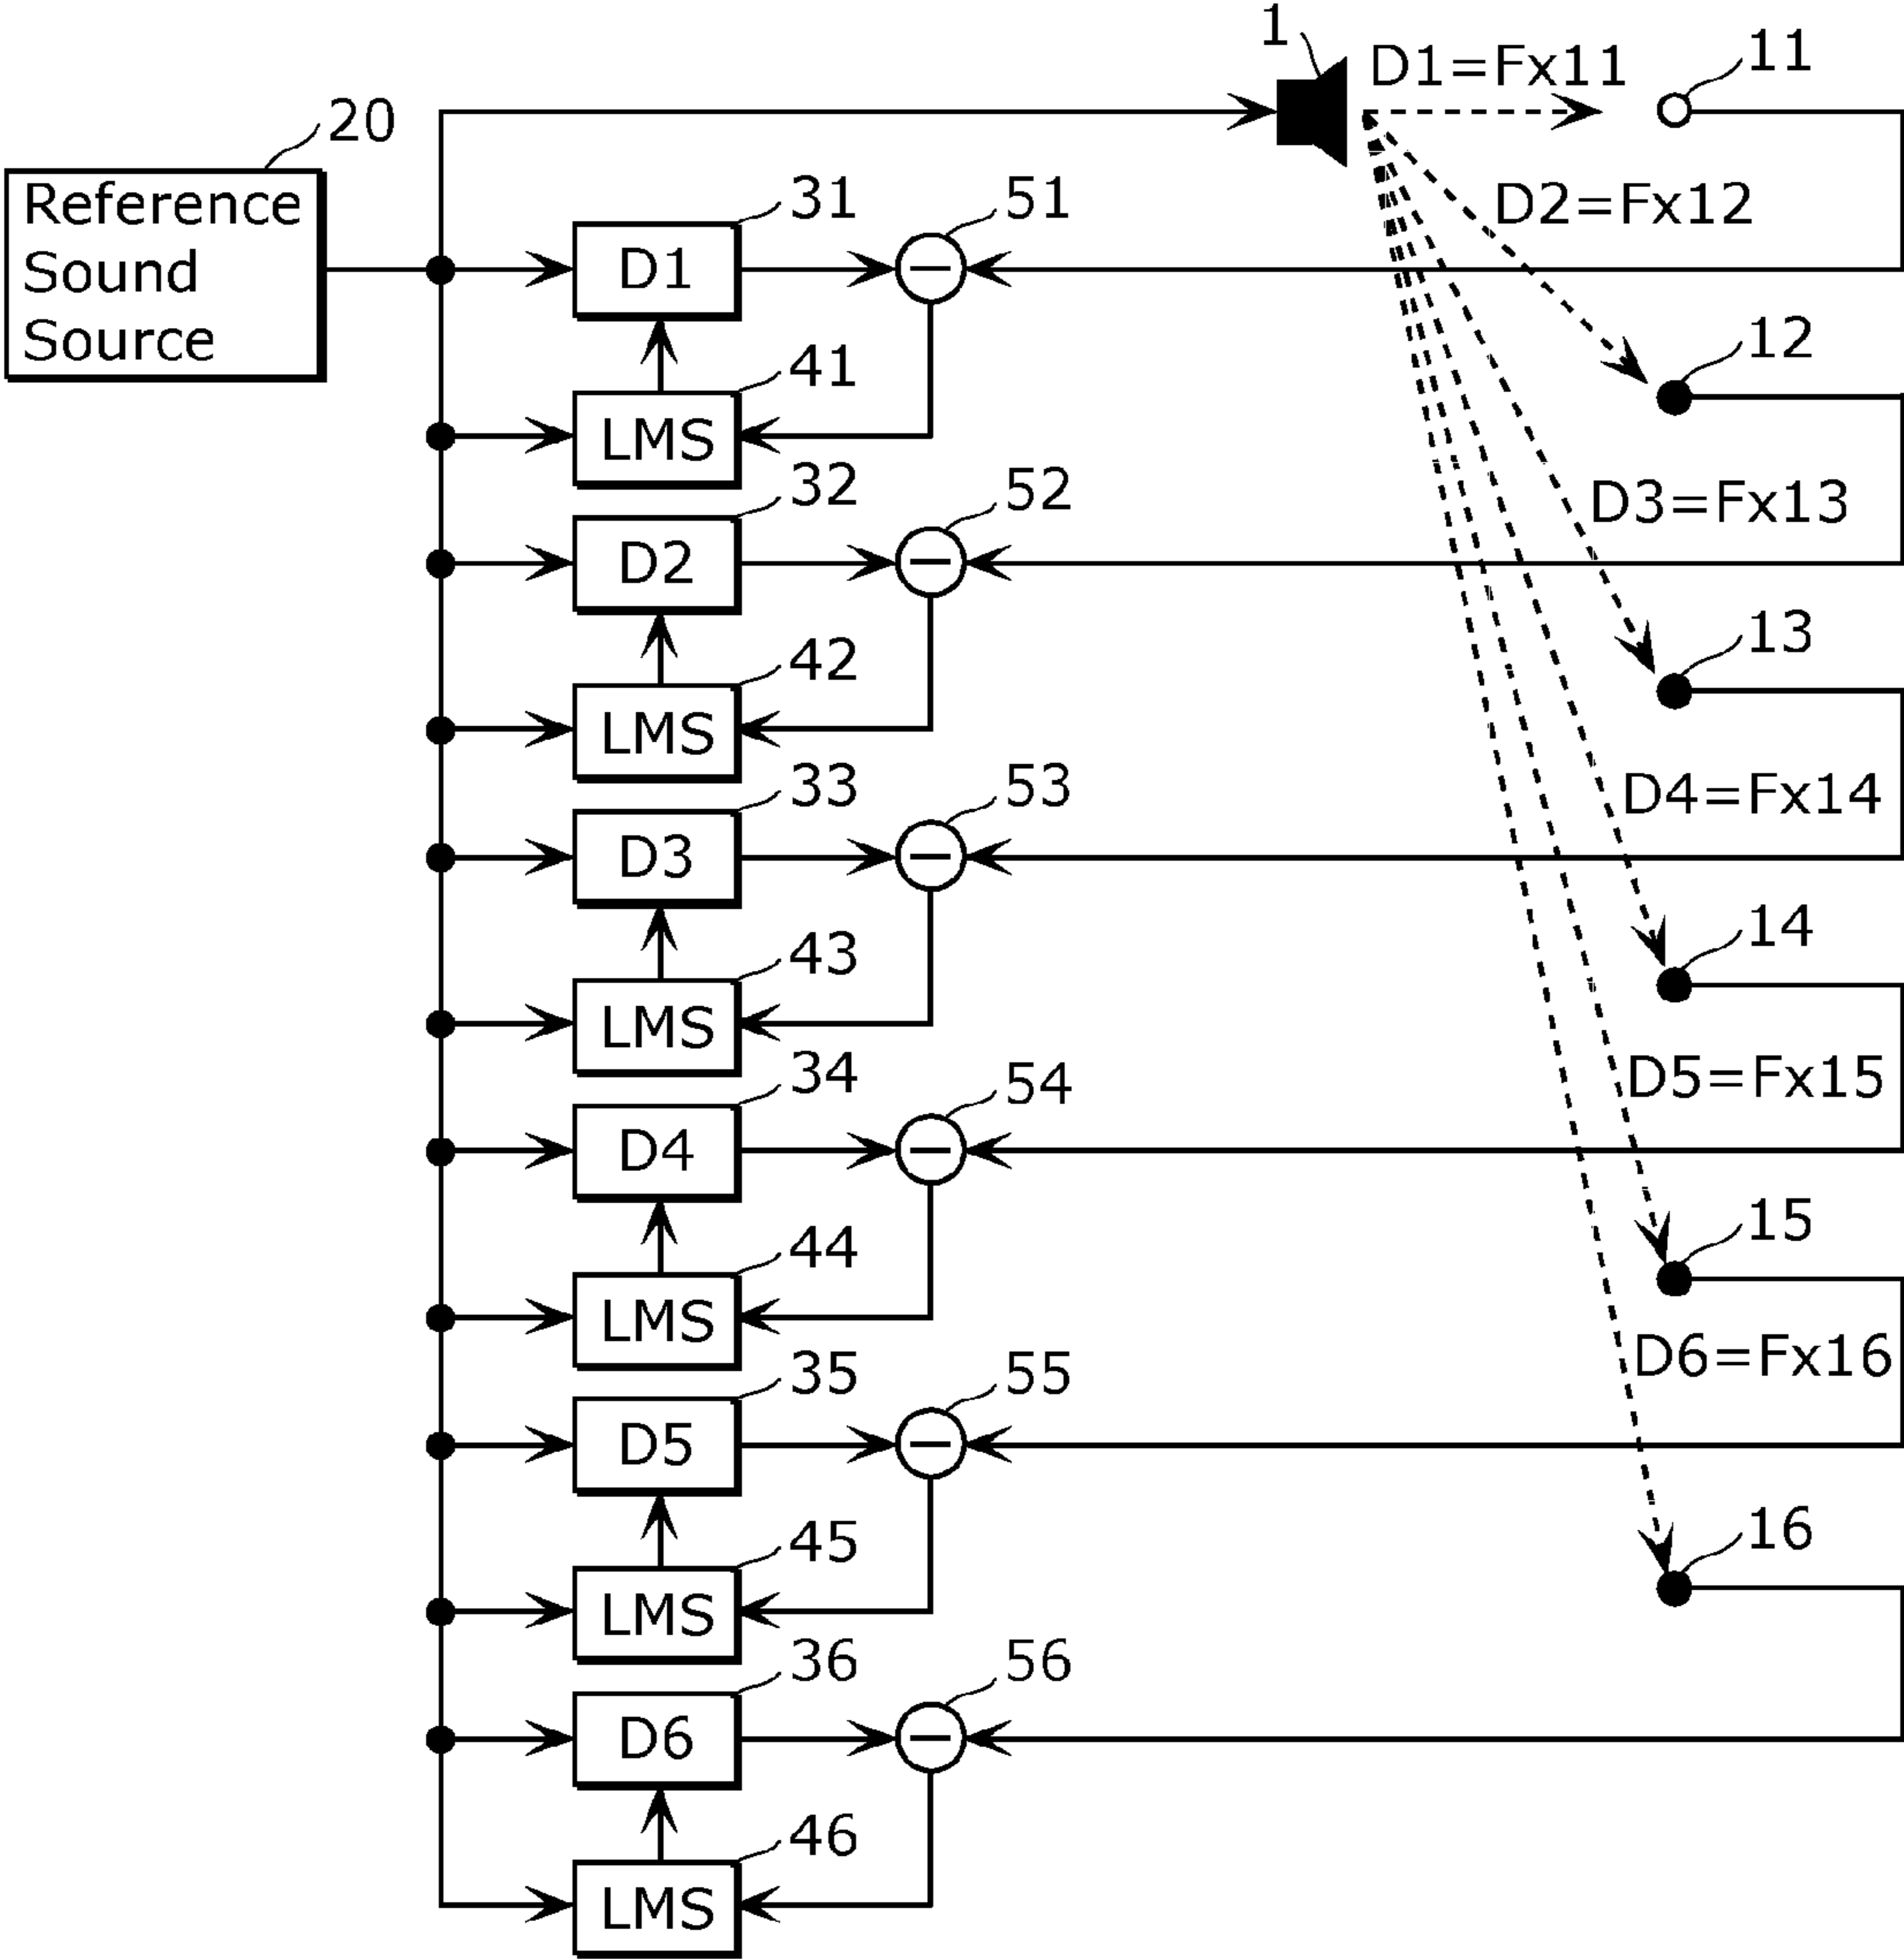 1
D1=Fx11
11
20
Reference
Sound
Source
31
51
D2=Fx12
D1
12
41
LMS
32
52
D3=Fx13
D2
13
42
LMS
33
53
D4=Fx14
D3
14
43
LMS
34
54
D5=Fx15
D4
15
44
LMS
35
55
D6=Fx16
D5
16
45
LMS
36
56
D6
46
LMS